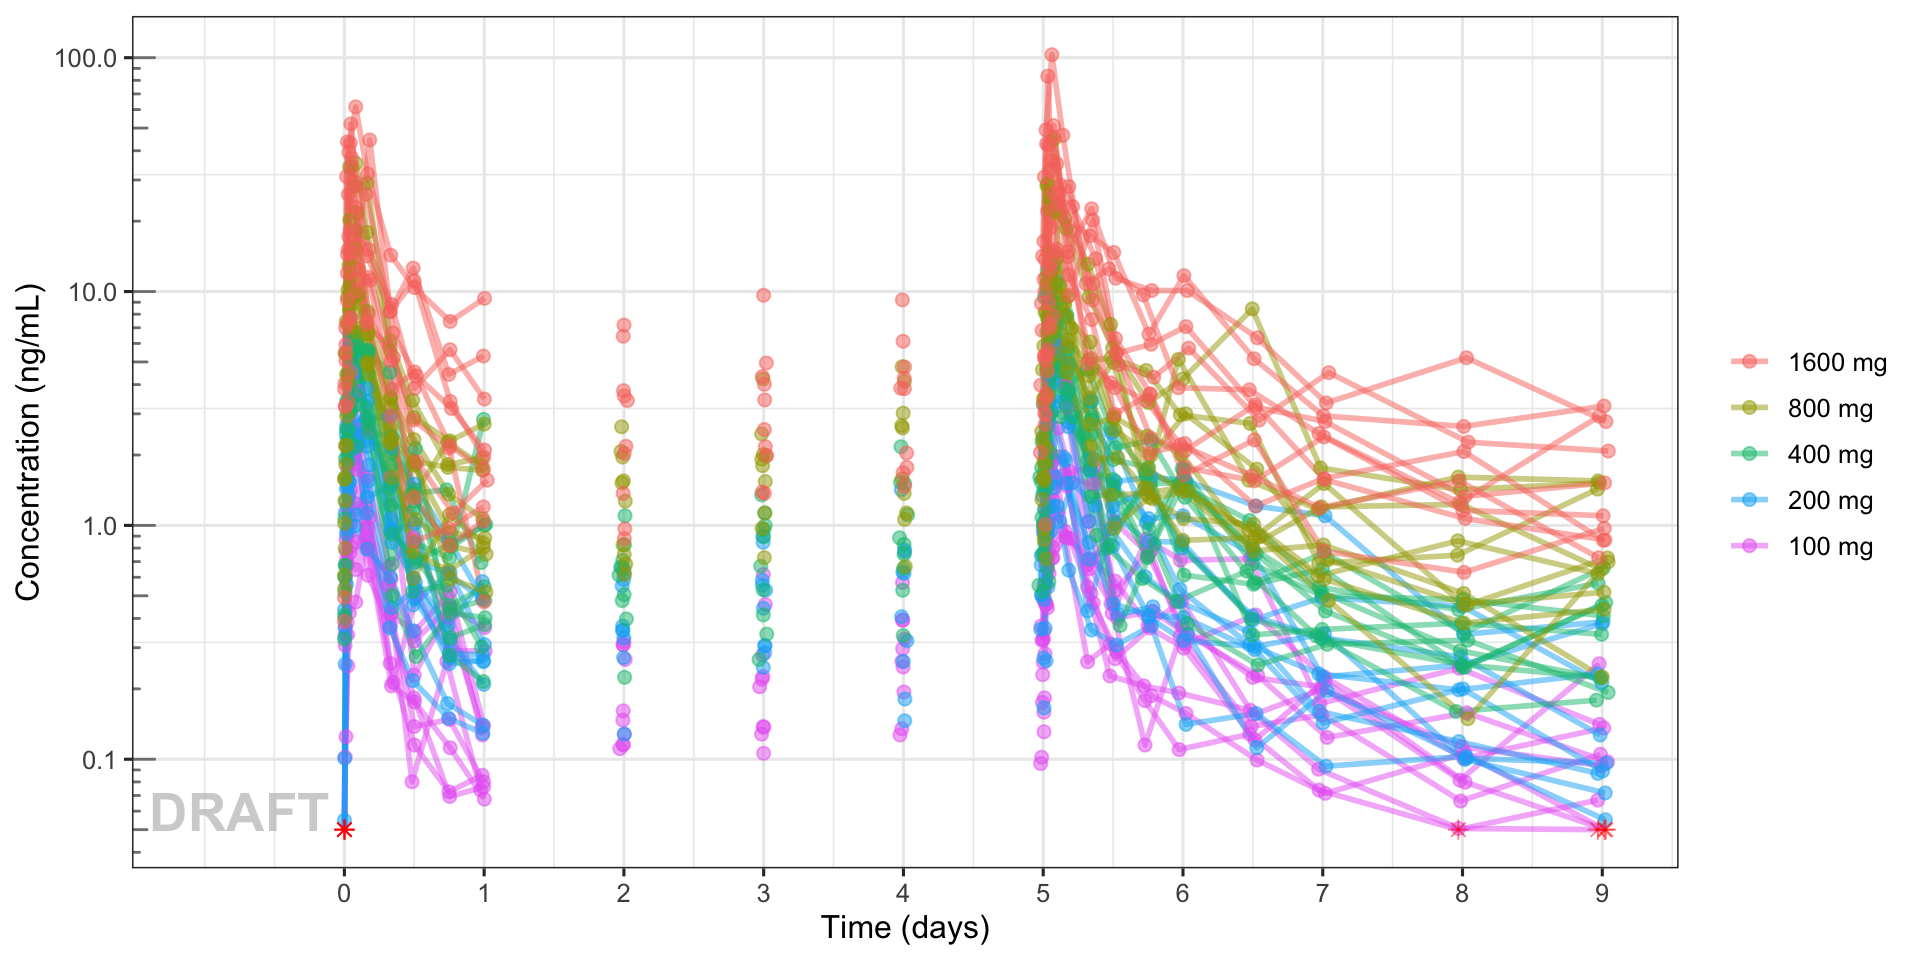 100.0
10.0
1.0
0.1
Concentration (ng/mL)
DRAFT
0 1 2 3 4 5 6 7 8 9
Time (days)
1600 mg
800 mg
400 mg
200 mg
100 mg